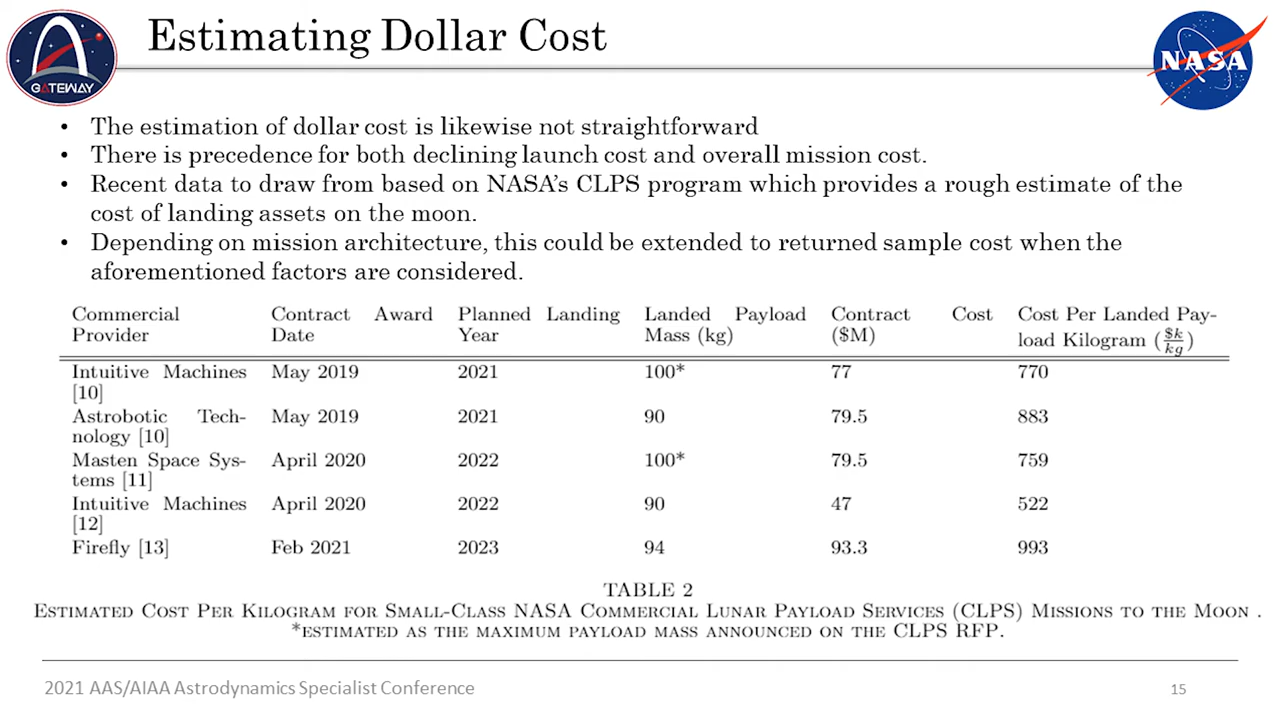 Estimating Dollar Cost
GATEWAY
NASA
• The estimation of dollar cost is likewise not straightforward
• There is precedence for both declining launch cost and overall mission cost.
• Recent data to draw from based on NASA's CLPS program which provides a rough estimate of the
cost of landing assets on the moon.
• Depending on mission architecture, this could be extended to returned sample cost when the
aforementioned factors are considered.
Commercial Contract Award Planned Landing Landed Payload Contract Cost Cost Per Landed Pay-
Provider Date Year Mass (kg) ($M) load Kilogram ($k/kg)
Intuitive Machines May 2019 2021 100* 77 770
[10]
Astrobotic Tech- May 2019 2021 90 79.5 883
nology [10]
Masten Space Sys- April 2020 2022 100* 79.5 759
tems [11]
Intuitive Machines April 2020 2022 90 47 522
[12]
Firefly [13] Feb 2021 2023 94 93.3 993
TABLE 2
Estimated Cost Per Kilogram for Small-Class NASA Commercial Lunar Payload Services (CLPS) Missions to the Moon .
*estimated as the maximum payload mass announced on the CLPS RFP.
2021 AAS/AIAA Astrodynamics Specialist Conference 15